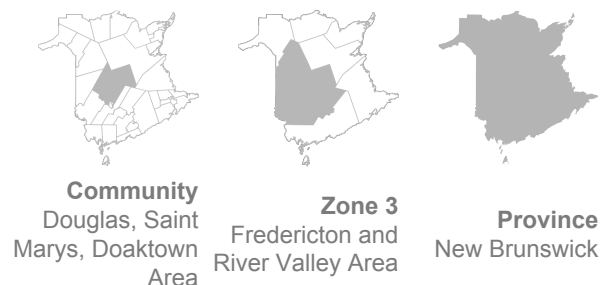 Community
Douglas, Saint
Marys, Doaktown
Area
Zone 3
Fredericton and
River Valley Area
Province
New Brunswick